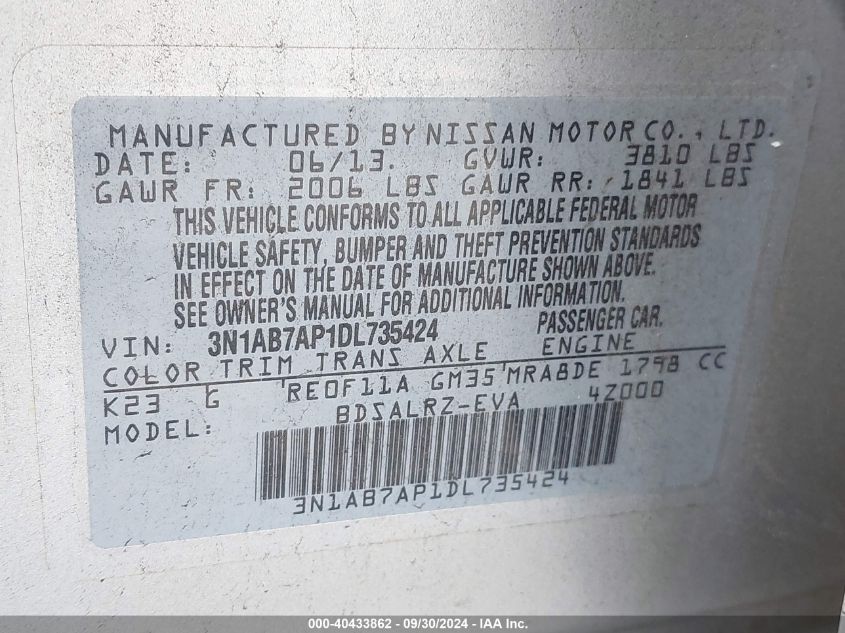 MANUFACTURED BY NISSAN MOTOR CO., LTD.
DATE: 06/13. GVWR: 3810 LBS
GAWR FR: 2006 LBS GAWR RR: 1841 LBS
THIS VEHICLE CONFORMS TO ALL APPLICABLE FEDERAL MOTOR
VEHICLE SAFETY, BUMPER AND THEFT PREVENTION STANDARDS
IN EFFECT ON THE DATE OF MANUFACTURE SHOWN ABOVE.
SEE OWNER'S MANUAL FOR ADDITIONAL INFORMATION.
VIN: 3N1AB7AP1DL735424 PASSENGER CAR.
COLOR TRIM TRANS AXLE ENGINE
K23 G RE0F11A GM35 MRA8DE 1798 CC
MODEL: BDSALRZ-EVA 4Z000
3N1AB7AP1DL735424
000-40433862 - 09/30/2024 - IAA Inc.